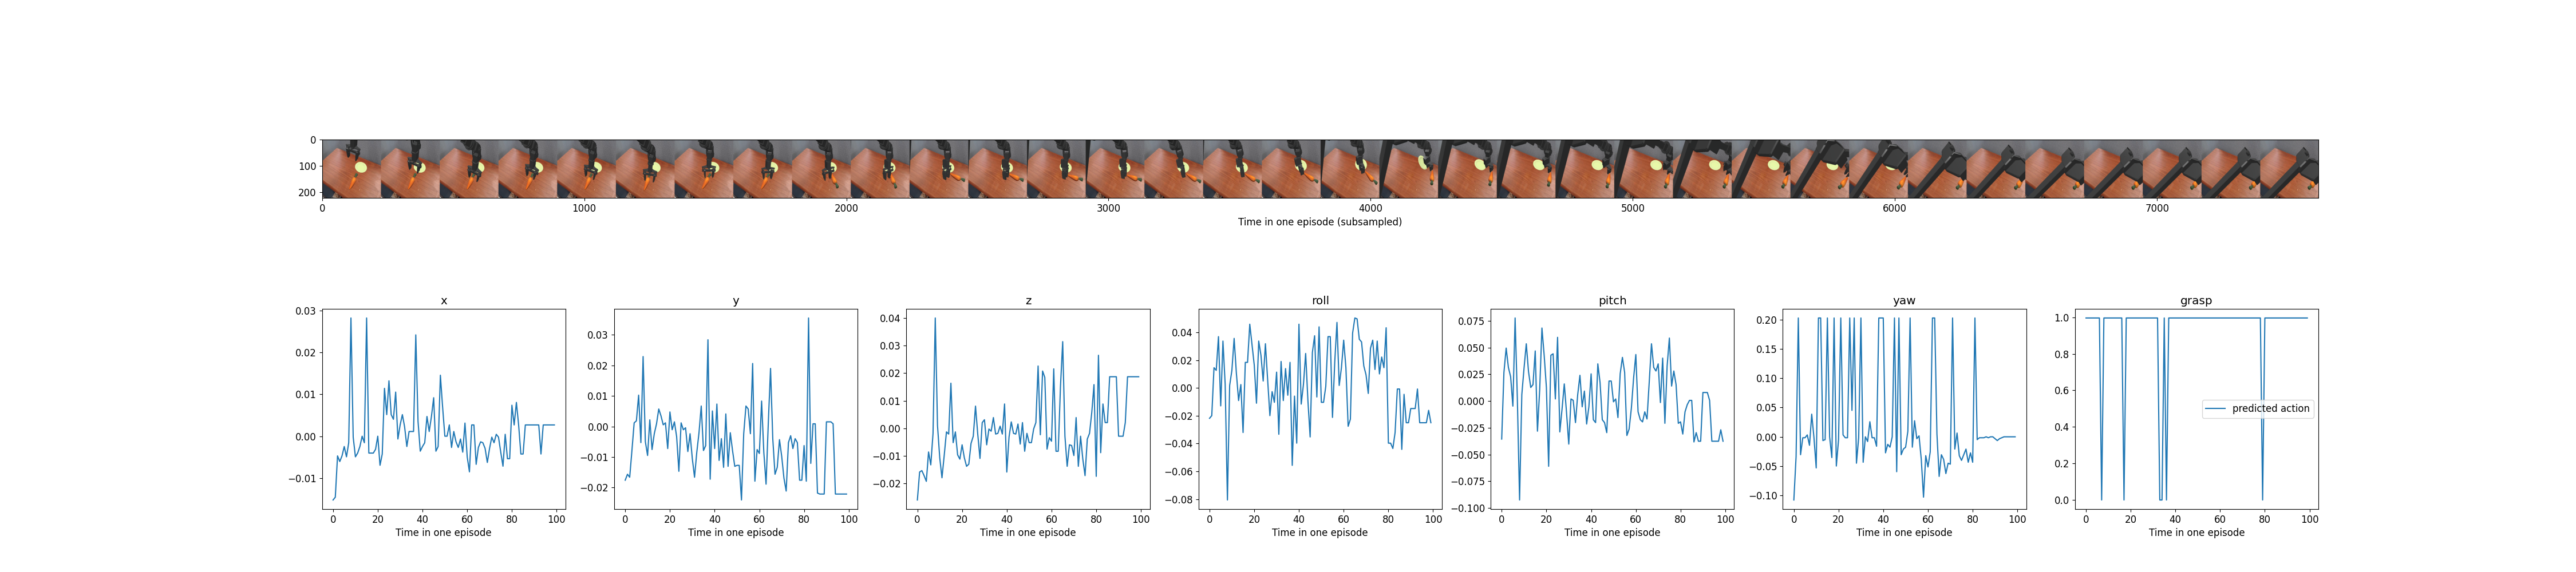 0
100
200
0 1000 2000 3000 4000 5000 6000 7000
Time in one episode (subsampled)
x
0.03
0.02
0.01
0.00
−0.01
0 20 40 60 80 100
Time in one episode
y
0.03
0.02
0.01
0.00
−0.01
−0.02
0 20 40 60 80 100
Time in one episode
z
0.04
0.03
0.02
0.01
0.00
−0.01
−0.02
0 20 40 60 80 100
Time in one episode
roll
0.04
0.02
0.00
−0.02
−0.04
−0.06
−0.08
0 20 40 60 80 100
Time in one episode
pitch
0.075
0.050
0.025
0.000
−0.025
−0.050
−0.075
−0.100
0 20 40 60 80 100
Time in one episode
yaw
0.20
0.15
0.10
0.05
0.00
−0.05
−0.10
0 20 40 60 80 100
Time in one episode
grasp
1.0
0.8
0.6
0.4
0.2
0.0
predicted action
0 20 40 60 80 100
Time in one episode